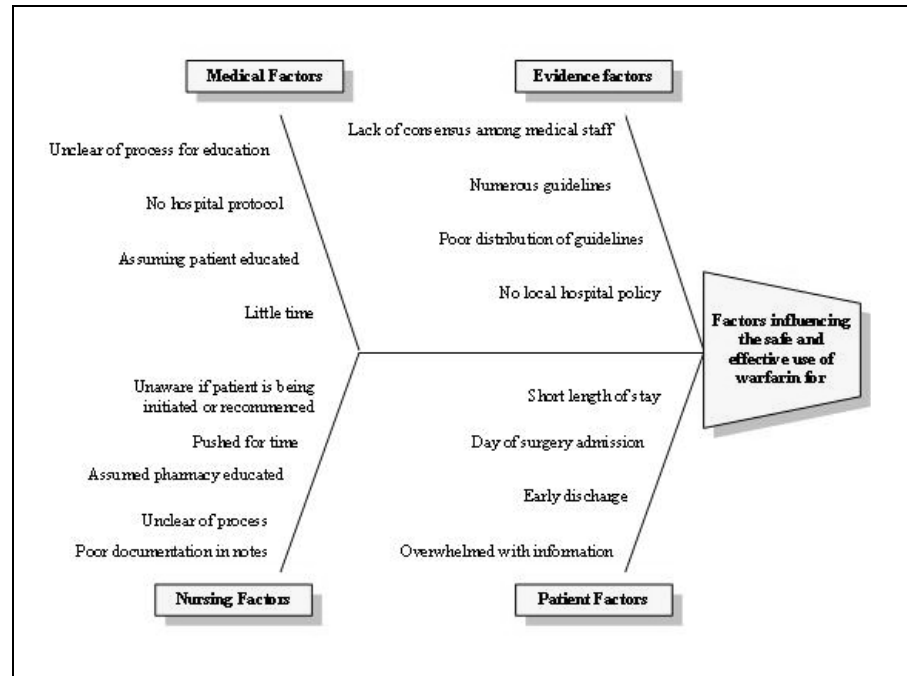 Medical Factors
Evidence factors
Lack of consensus among medical staff
Unclear of process for education
Numerous guidelines
No hospital protocol
Poor distribution of guidelines
Assuming patient educated
No local hospital policy
Little time
Factors influencing
the safe and
effective use of
warfarin for
Unaware if patient is being
initiated or recommenced
Short length of stay
Pushed for time
Day of surgery admission
Assumed pharmacy educated
Early discharge
Unclear of process
Poor documentation in notes
Overwhelmed with information
Nursing Factors
Patient Factors